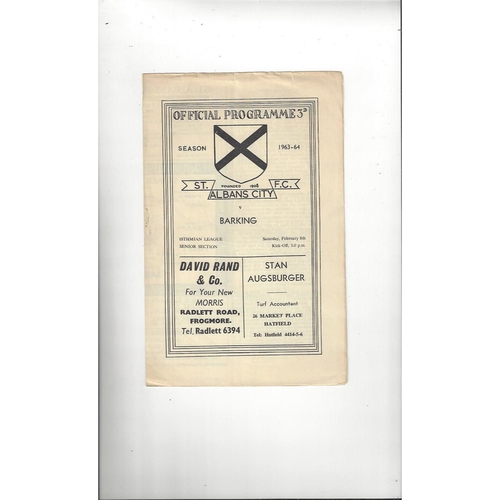 OFFICIAL PROGRAMME 3ᴰ
SEASON 1963-64
ST. FOUNDED 1908 F.C.
ALBANS CITY
v
BARKING
ISTHMIAN LEAGUE
SENIOR SECTION
Saturday, February 8th
Kick-Off, 3.0 p.m.
DAVID RAND
& Co.
For Your New
MORRIS
RADLETT ROAD,
FROGMORE.
Tel. Radlett 6394
STAN
AUGSBURGER
Turf Accountant
26 MARKET PLACE
HATFIELD
Tel: Hatfield 4414-5-6